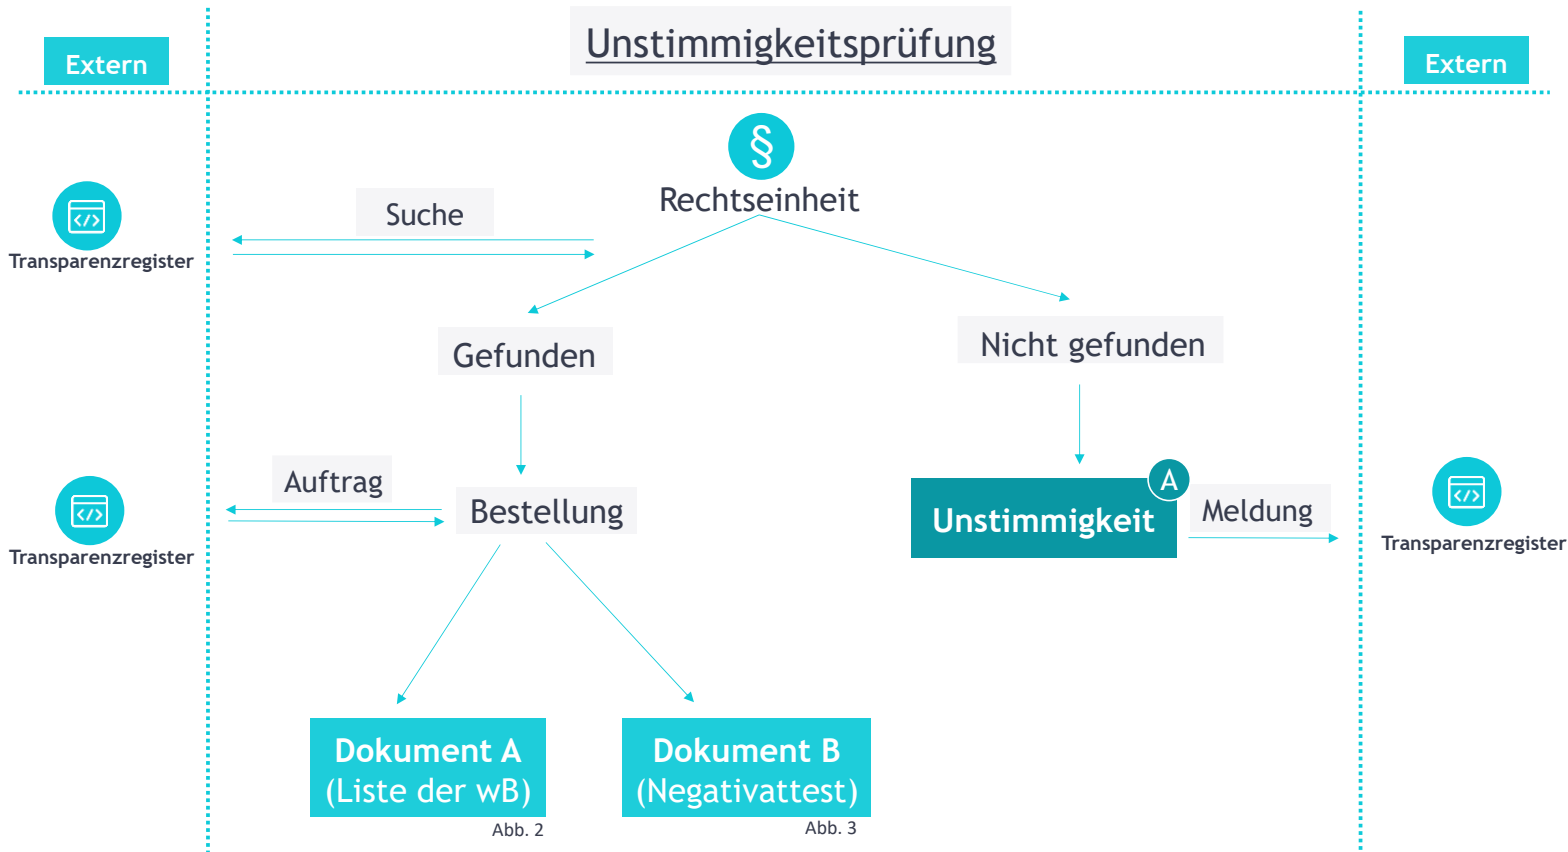 Unstimmigkeitsprüfung
Extern
Extern
§
Rechtseinheit
Suche
</>
Transparenzregister
Gefunden
Nicht gefunden
Auftrag
</>
Transparenzregister
Bestellung
A
Unstimmigkeit
Meldung
</>
Transparenzregister
Dokument A
(Liste der wB)
Abb. 2
Dokument B
(Negativattest)
Abb. 3